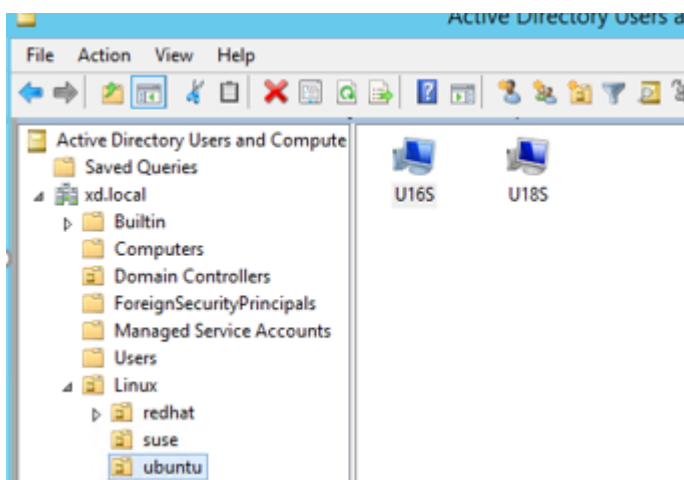 Active Directory Users a
File Action View Help
Active Directory Users and Compute
Saved Queries
xd.local
Builtin
Computers
Domain Controllers
ForeignSecurityPrincipals
Managed Service Accounts
Users
Linux
redhat
suse
ubuntu
U16S U18S